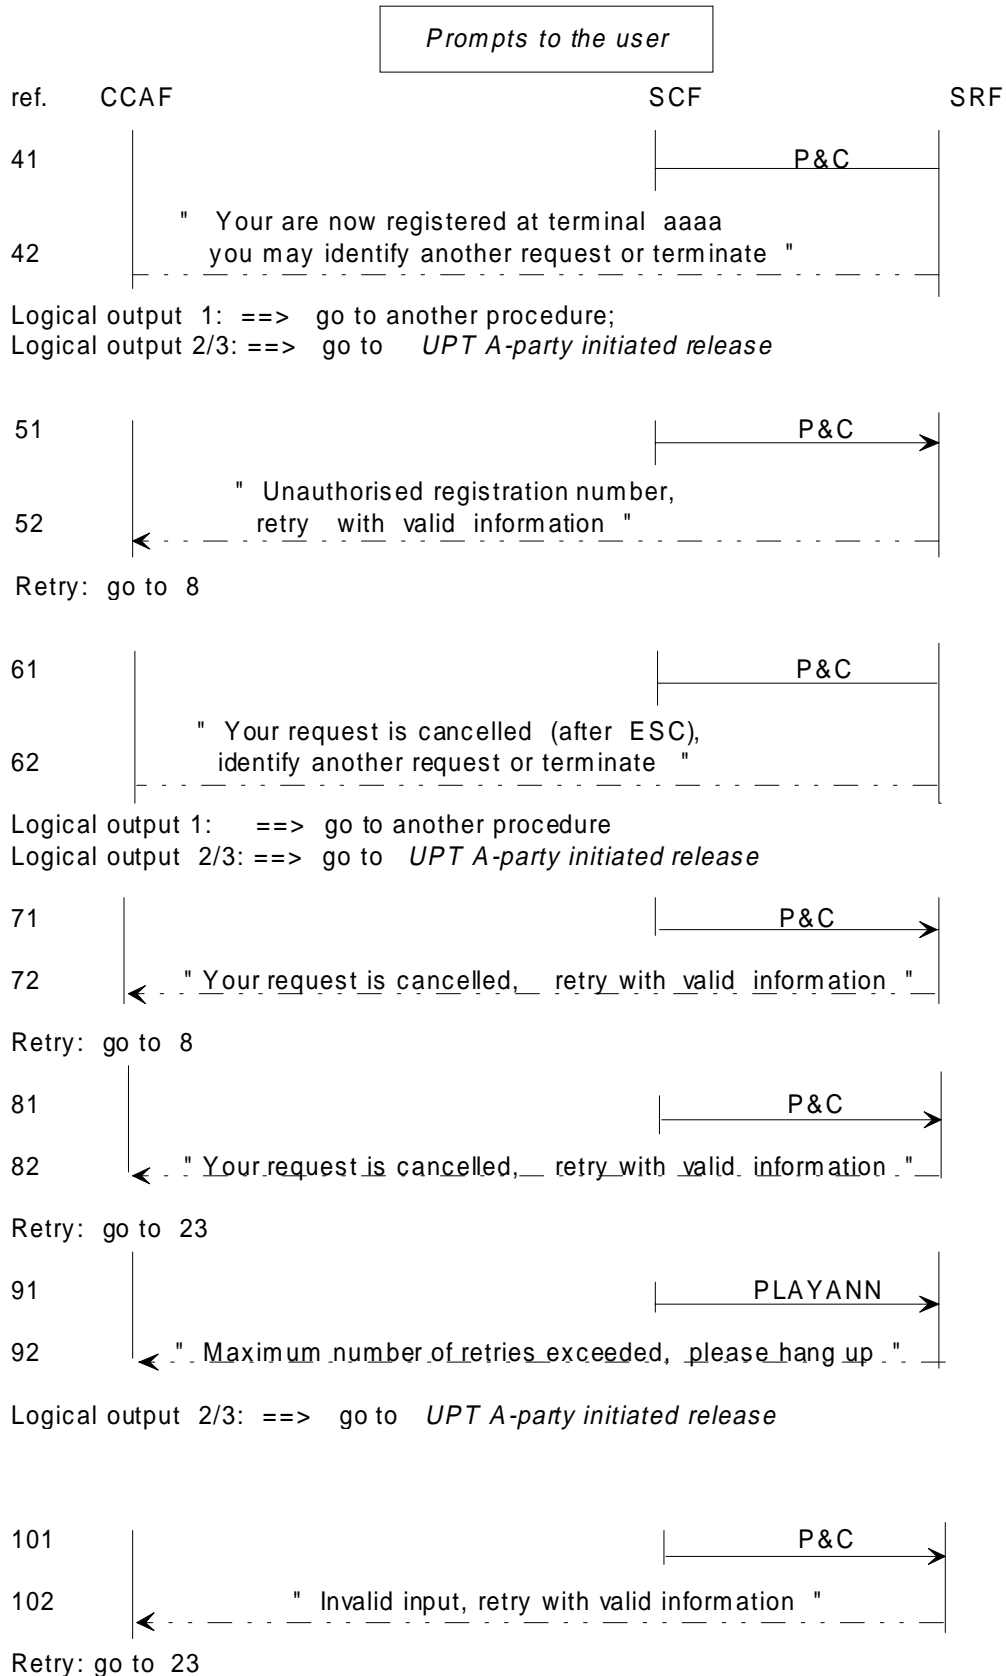 Prompts to the user
ref. CCAF SCF SRF
41 P&C
" Your are now registered at terminal aaaa
42 you may identify another request or terminate "
Logical output 1: ==> go to another procedure;
Logical output 2/3: ==> go to UPT A-party initiated release
51 P&C
" Unauthorised registration number,
52 retry with valid information "
Retry: go to 8
61 P&C
" Your request is cancelled (after ESC),
62 identify another request or terminate "
Logical output 1: ==> go to another procedure
Logical output 2/3: ==> go to UPT A-party initiated release
71 P&C
72 " Your request is cancelled, retry with valid information "
Retry: go to 8
81 P&C
82 " Your request is cancelled, retry with valid information "
Retry: go to 23
91 PLAYANN
92 " Maximum number of retries exceeded, please hang up "
Logical output 2/3: ==> go to UPT A-party initiated release
101 P&C
102 " Invalid input, retry with valid information "
Retry: go to 23